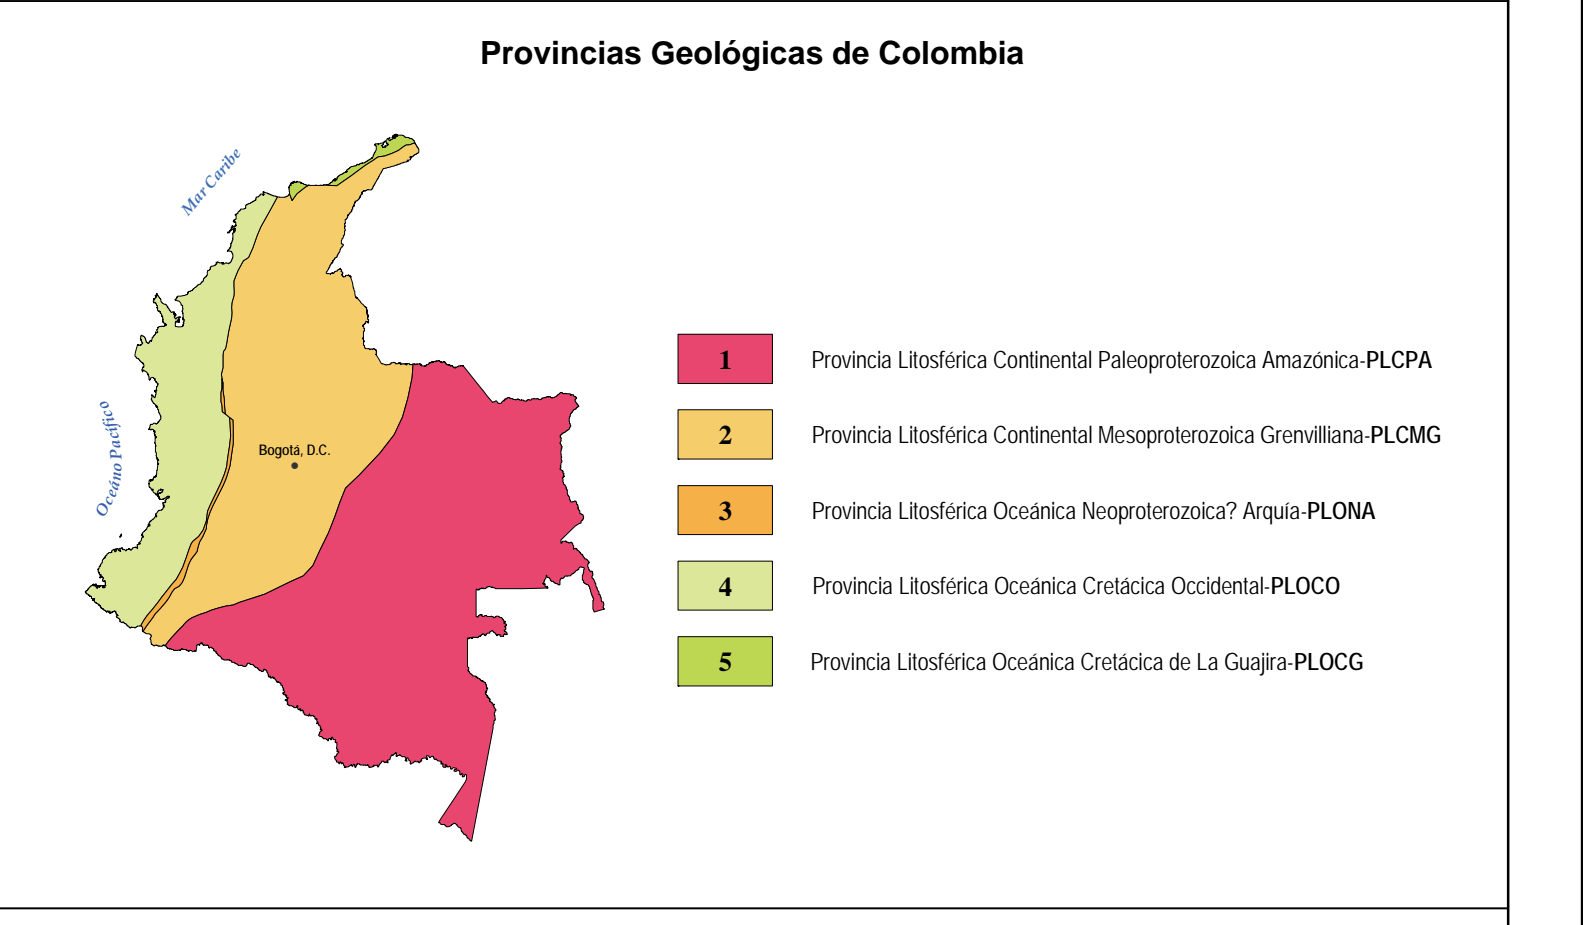 Provincias Geológicas de Colombia
Mar Caribe
Oceáno Pacífico
Bogotá, D.C.
1 Provincia Litosférica Continental Paleoproterozoica Amazónica-PLCPA
2 Provincia Litosférica Continental Mesoproterozoica Grenvilliana-PLCMG
3 Provincia Litosférica Oceánica Neoproterozoica? Arquía-PLONA
4 Provincia Litosférica Oceánica Cretácica Occidental-PLOCO
5 Provincia Litosférica Oceánica Cretácica de La Guajira-PLOCG